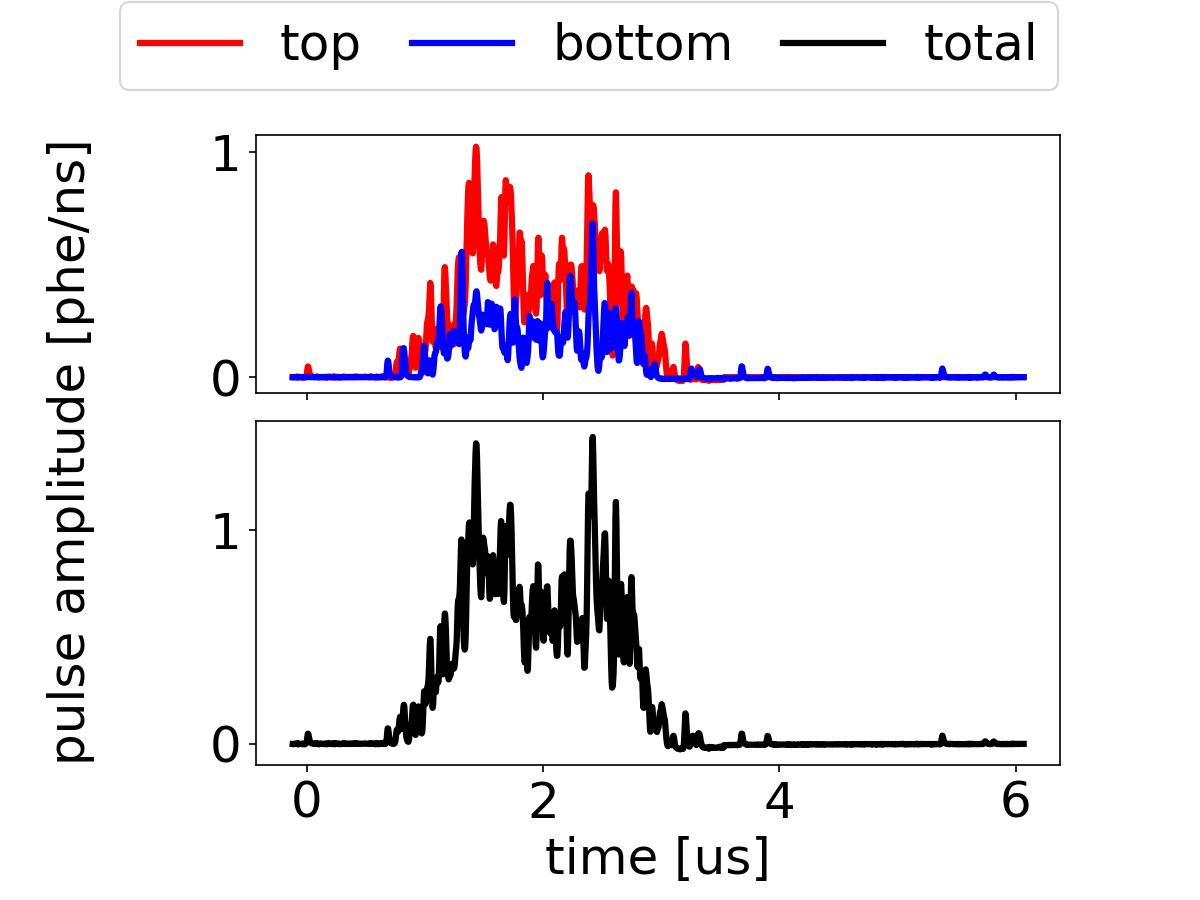 top bottom total
pulse amplitude [phe/ns]
1
0
1
0
0 2 4 6
time [us]